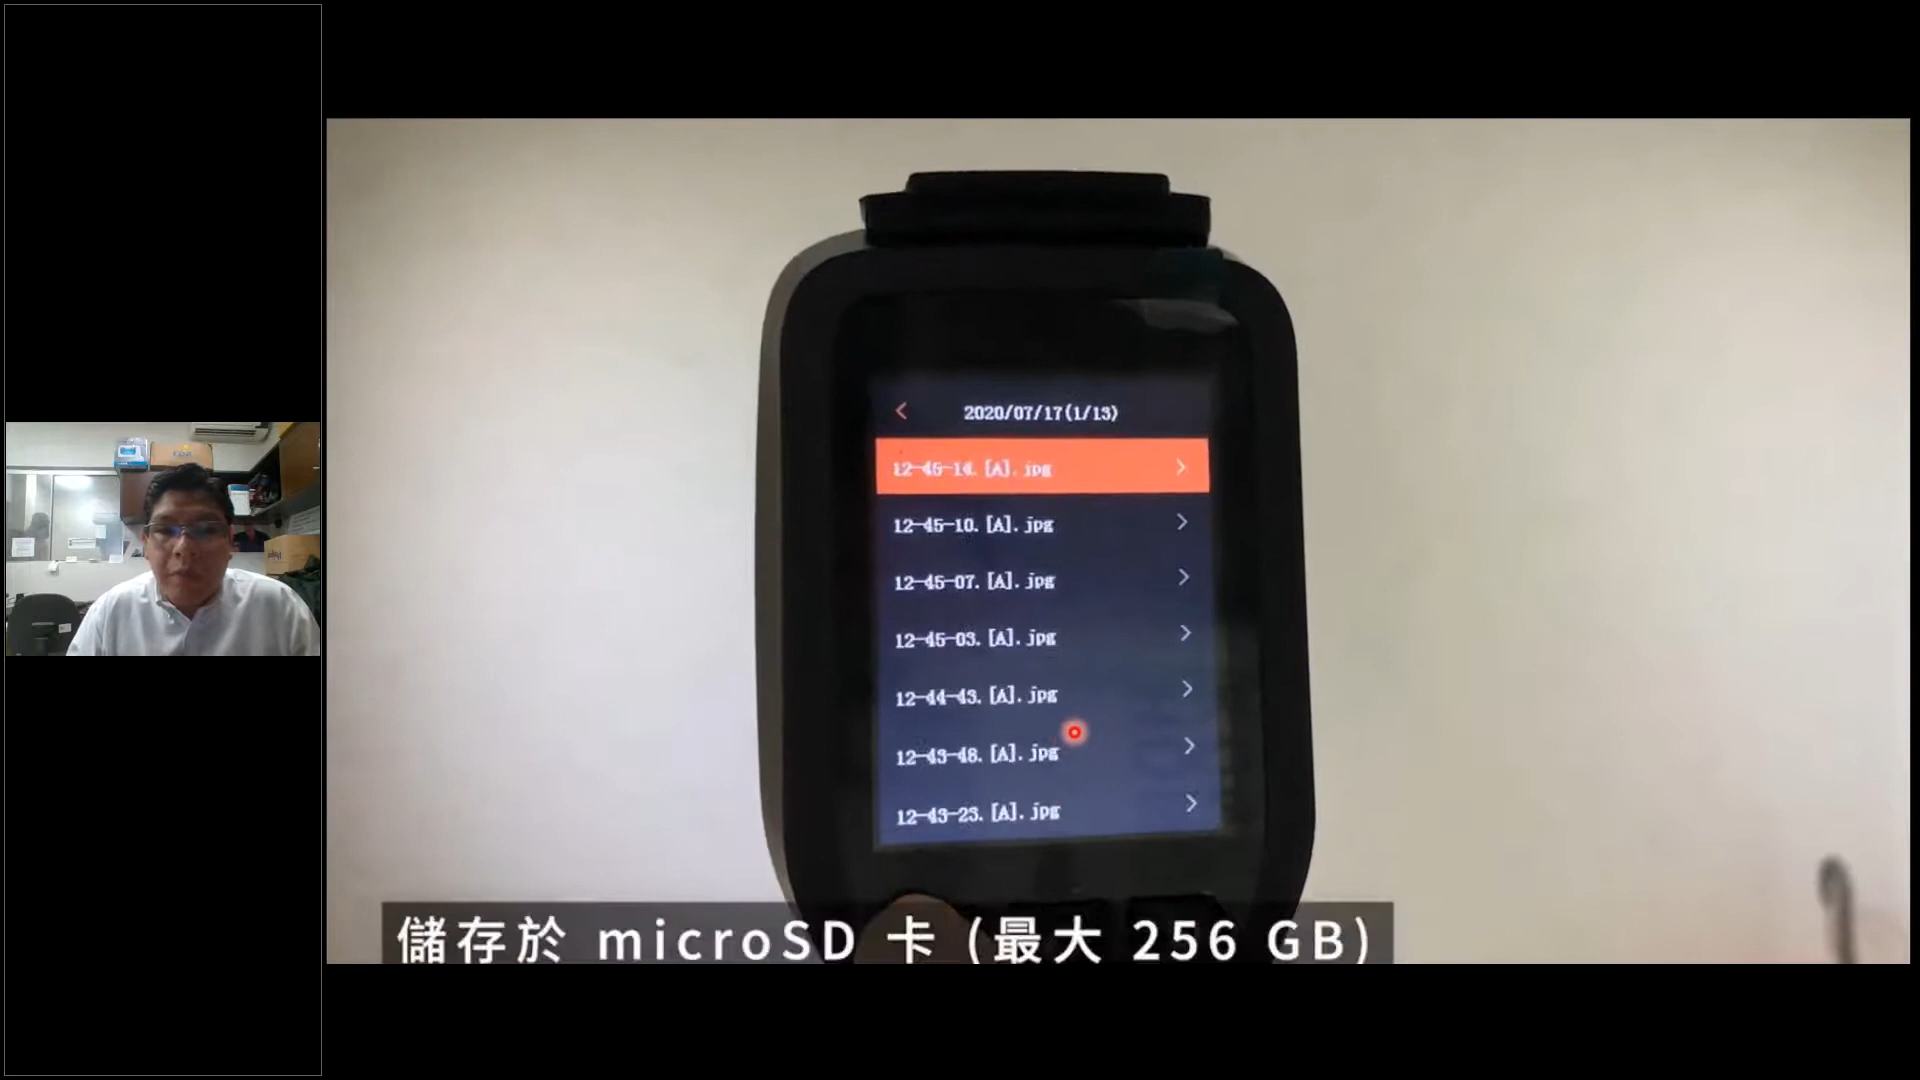 2020/07/17(1/13)
12-45-14.[A].jpg
12-45-10.[A].jpg
12-45-07.[A].jpg
12-45-03.[A].jpg
12-44-43.[A].jpg
12-43-48.[A].jpg
12-43-23.[A].jpg
儲存於 microSD 卡 (最大 256 GB)